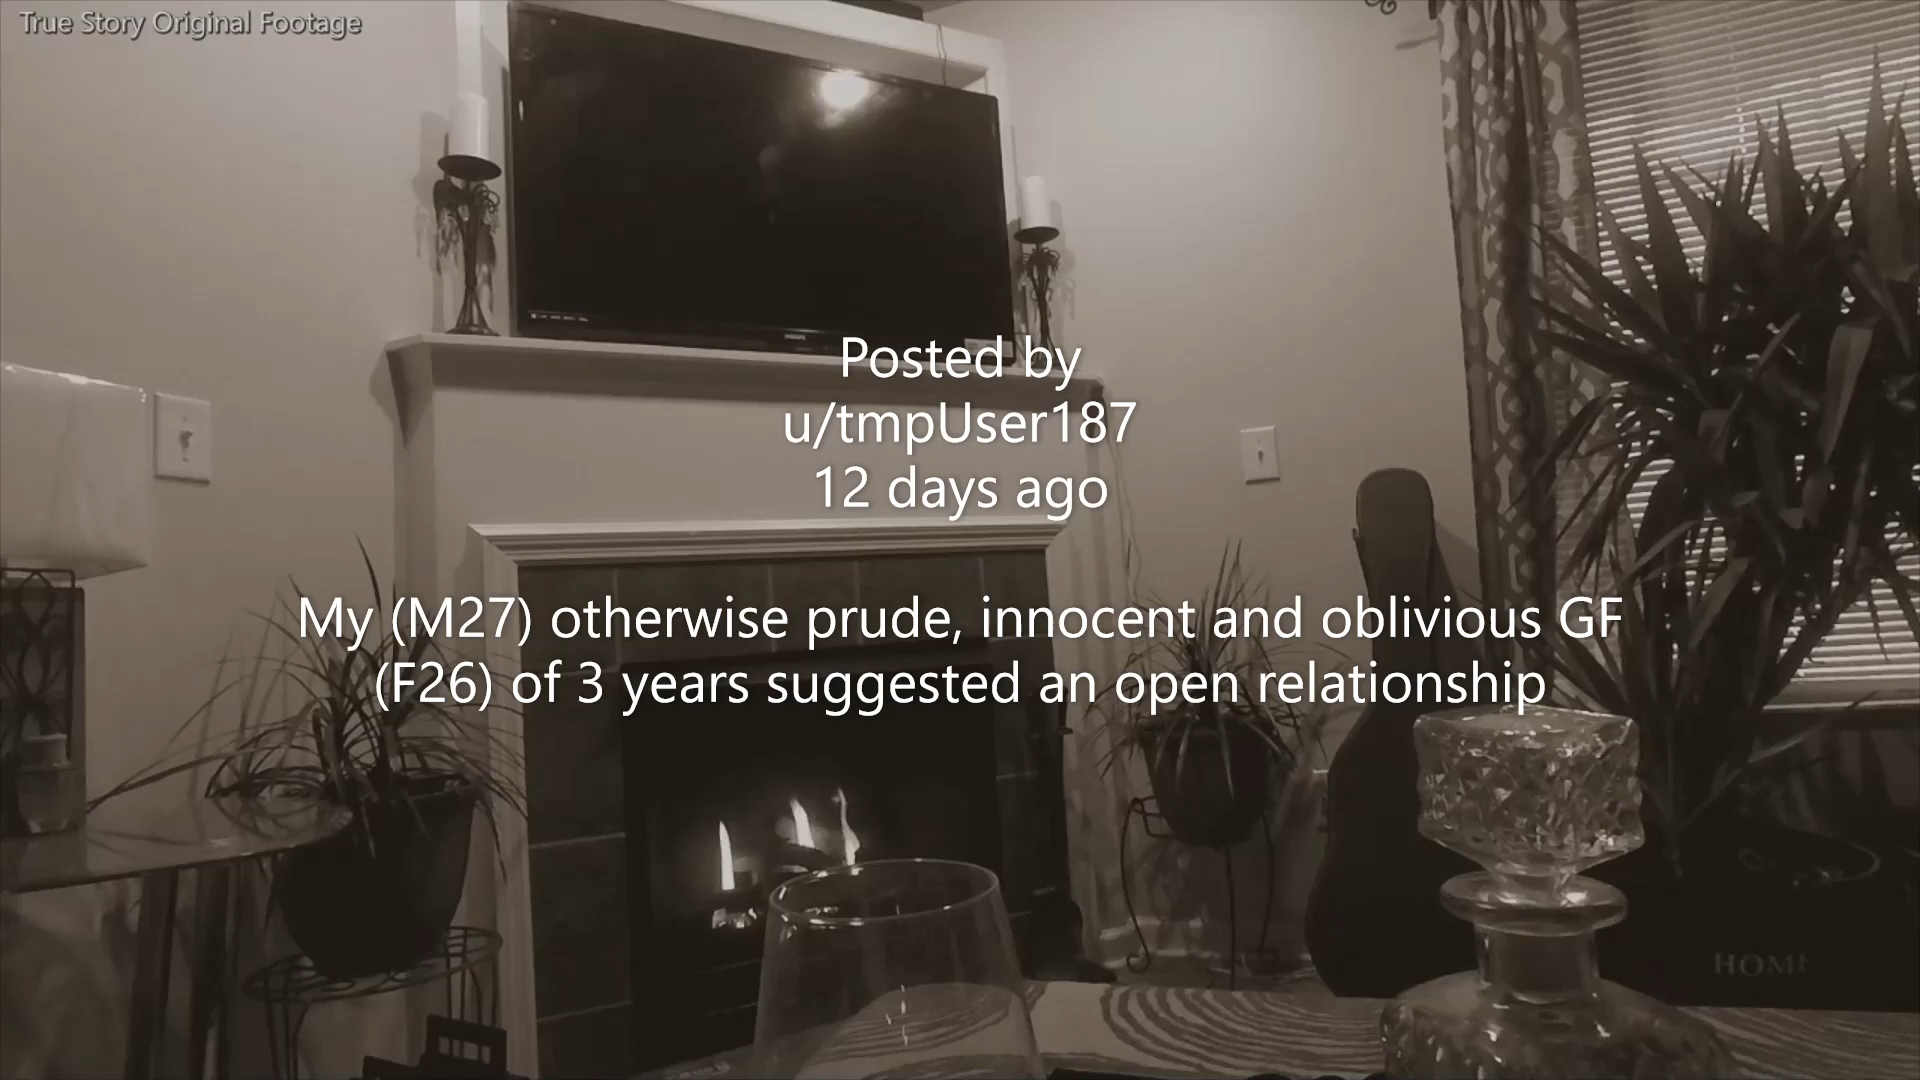 True Story Original Footage
Posted by
u/tmpUser187
12 days ago
My (M27) otherwise prude, innocent and oblivious GF
(F26) of 3 years suggested an open relationship